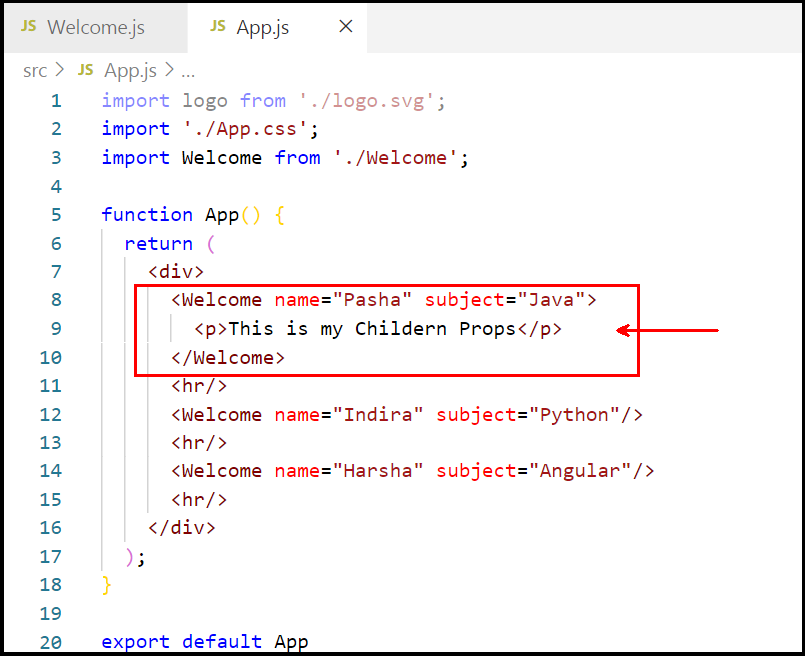 JS Welcome.js JS App.js ×
src > JS App.js > ...
1 import logo from './logo.svg';
2 import './App.css';
3 import Welcome from './Welcome';
4
5 function App() {
6   return (
7     <div>
8       <Welcome name="Pasha" subject="Java">
9         <p>This is my Childern Props</p>
10       </Welcome>
11       <hr/>
12       <Welcome name="Indira" subject="Python"/>
13       <hr/>
14       <Welcome name="Harsha" subject="Angular"/>
15       <hr/>
16     </div>
17   );
18 }
19
20 export default App